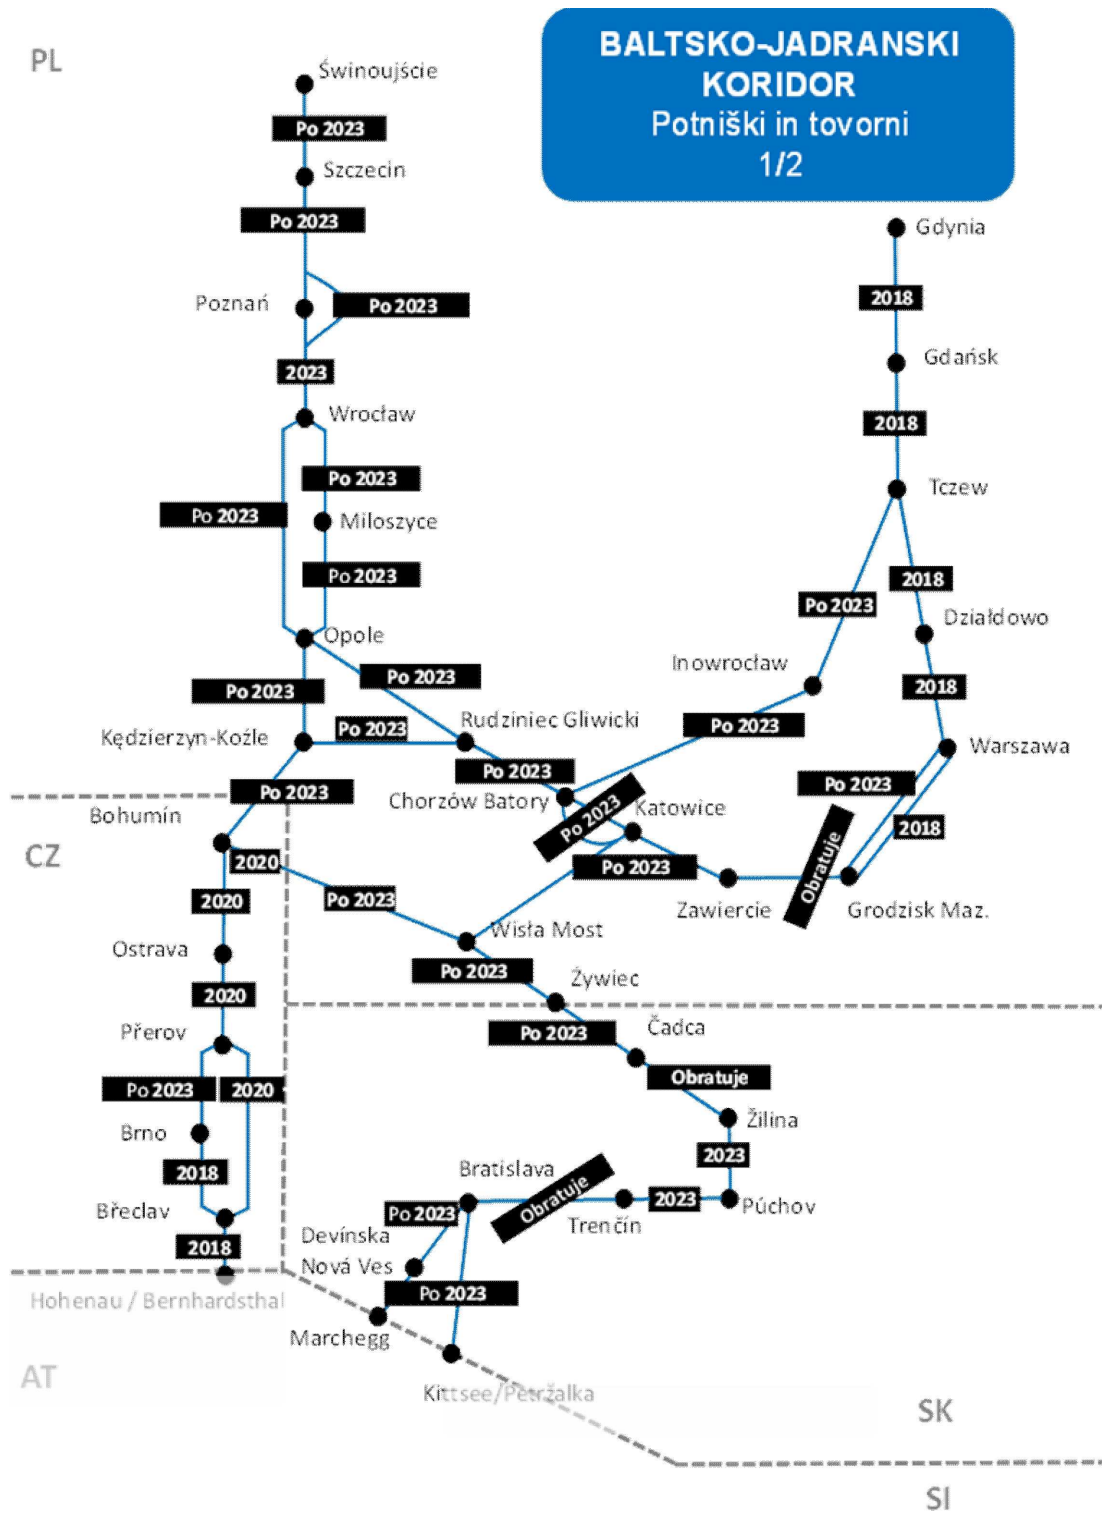 PL
BALTSKO-JADRANSKI
KORIDOR
Potniški in tovorni
1/2
Świnoujście
Po 2023
Szczecin
Po 2023
Gdynia
Poznań
Po 2023
2018
2023
Gdańsk
Wrocław
2018
Po 2023
Tczew
Po 2023
Miloszyce
Po 2023
2018
Po 2023
Działdowo
Opole
Inowrocław
Po 2023
Po 2023
2018
Rudziniec Gliwicki
Po 2023
Po 2023
Kędzierzyn-Koźle
Warszawa
Po 2023
Po 2023
Po 2023
Chorzów Batory
Po 2023
Katowice
Bohumín
2018
CZ
2020
Po 2023
Obratuje
2020
Po 2023
Zawiercie
Grodzisk Maz.
Ostrava
Wisła Most
Po 2023
Żywiec
2020
Přerov
Po 2023
Čadca
Po 2023
2020
Obratuje
Brno
Žilina
2018
2023
Bratislava
Obratuje
2023
Břeclav
Po 2023
Trenčín
Púchov
2018
Devínska
Nová Ves
Hohenau / Bernhardsthal
Po 2023
Marchegg
AT
Kittsee/Petržalka
SK
SI